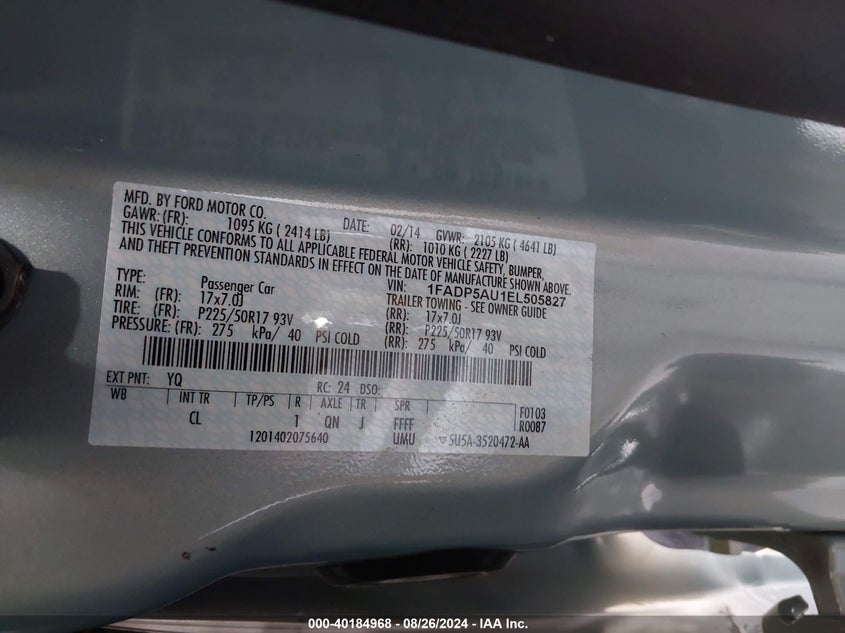 MFD. BY FORD MOTOR CO. DATE: 02/14 GVWR: 2105 KG ( 4641 LB)
GAWR: (FR): 1095 KG ( 2414 LB) (RR): 1010 KG ( 2227 LB)
THIS VEHICLE CONFORMS TO ALL APPLICABLE FEDERAL MOTOR VEHICLE SAFETY, BUMPER,
AND THEFT PREVENTION STANDARDS IN EFFECT ON THE DATE OF MANUFACTURE SHOWN ABOVE.
VIN: 1FADP5AU1EL505827
TYPE: Passenger Car TRAILER TOWING - SEE OWNER GUIDE
RIM: (FR): 17x7.0J (RR): 17x7.0J
TIRE: (FR): P225/50R17 93V (RR): P225/50R17 93V
PRESSURE: (FR): 275 kPa/ 40 PSI COLD (RR): 275 kPa/ 40 PSI COLD
EXT PNT: YQ RC: 24 DSO:
WB INT TR TP/PS R AXLE TR SPR F0103
CL 1 QN J FFFF R0087
1201402075640 UMU ▽ 5U5A-3520472-AA
000-40184968 - 08/26/2024 - IAA Inc.